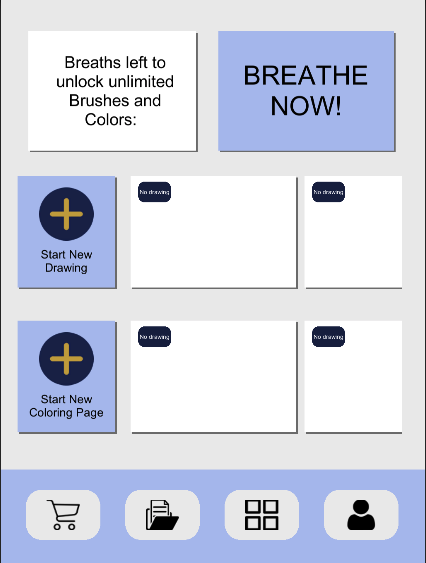 Breaths left to
unlock unlimited
Brushes and
Colors:
BREATHE
NOW!
Start New
Drawing
No drawing
No drawing
Start New
Coloring Page
No drawing
No drawing